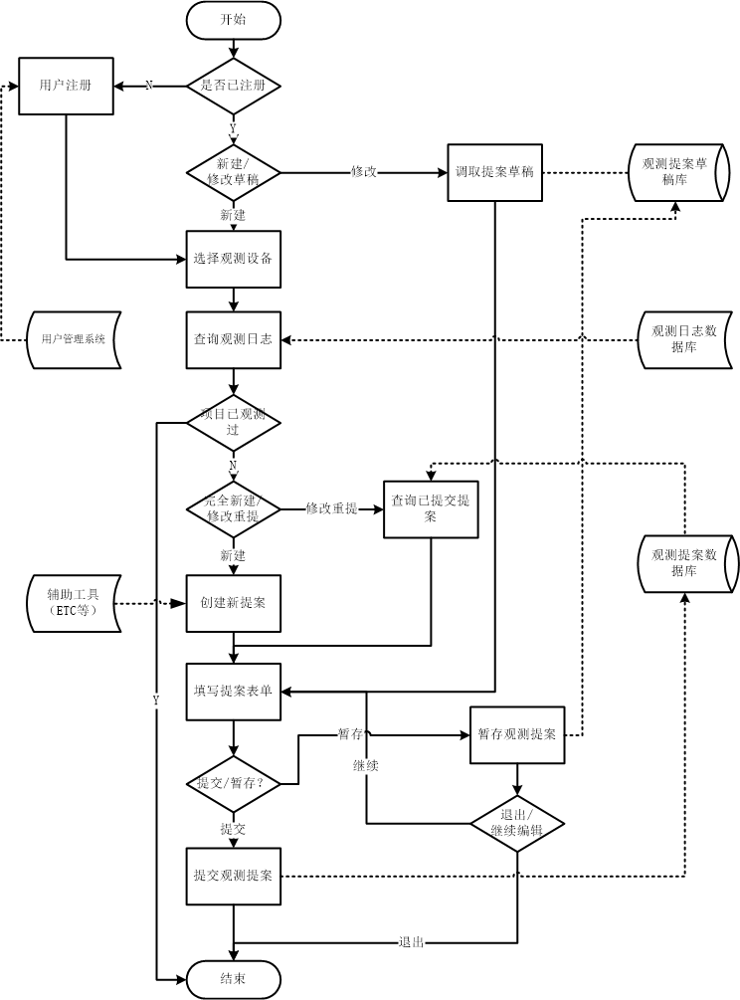 开始
用户注册
N
是否已注册
Y
新建/
修改草稿
修改
调取提案草稿
观测提案草
稿库
新建
选择观测设备
用户管理系统
查询观测日志
观测日志数
据库
项目已观测
过
N
完全新建/
修改重提
修改重提
查询已提交提
案
观测提案数
据库
新建
辅助工具
（ETC等）
创建新提案
填写提案表单
Y
暂存
暂存观测提案
继续
提交/暂存？
退出/
继续编辑
提交
提交观测提案
退出
结束